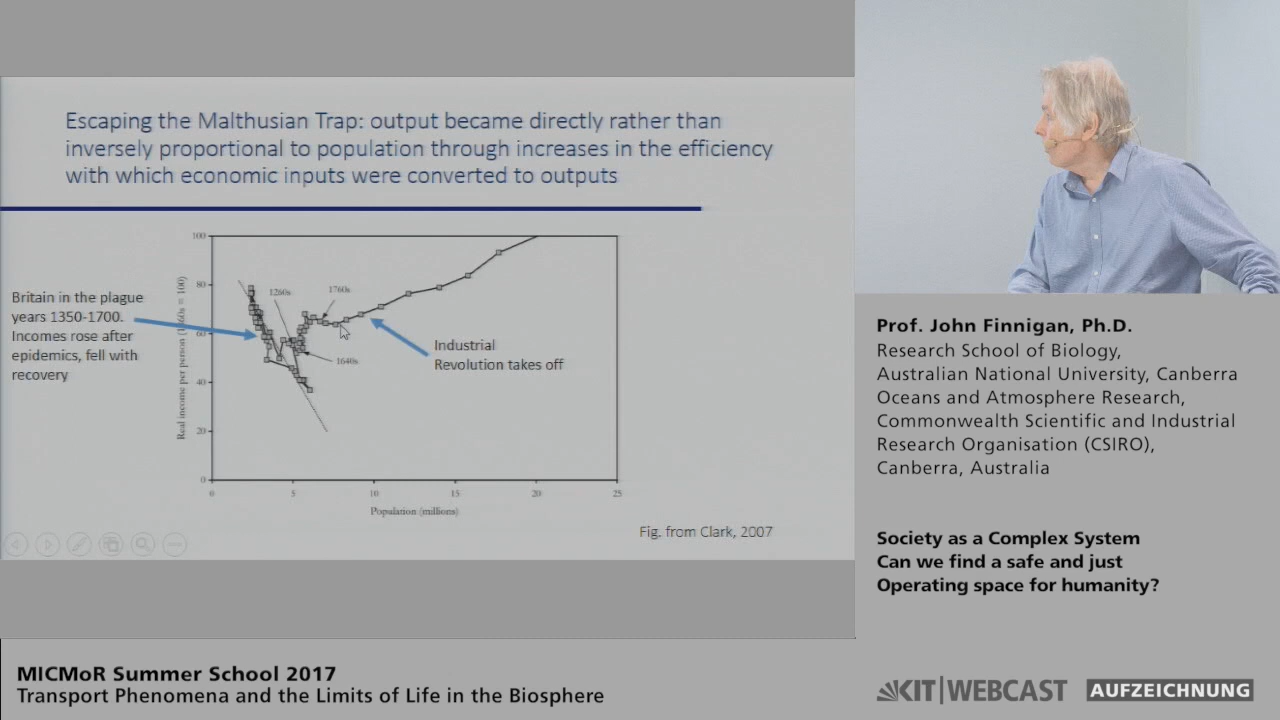 Escaping the Malthusian Trap: output became directly rather than
inversely proportional to population through increases in the efficiency
with which economic inputs were converted to outputs
Britain in the plague
years 1350-1700.
Incomes rose after
epidemics, fell with
recovery
Real income per person (1860s = 100)
100
80
60
40
20
0
1260s
1760s
1640s
Industrial
Revolution takes off
0
5
10
15
20
25
Population (millions)
Fig. from Clark, 2007
Prof. John Finnigan, Ph.D.
Research School of Biology,
Australian National University, Canberra
Oceans and Atmosphere Research,
Commonwealth Scientific and Industrial
Research Organisation (CSIRO),
Canberra, Australia
Society as a Complex System
Can we find a safe and just
Operating space for humanity?
MICMoR Summer School 2017
Transport Phenomena and the Limits of Life in the Biosphere
KIT|WEBCAST
AUFZEICHNUNG